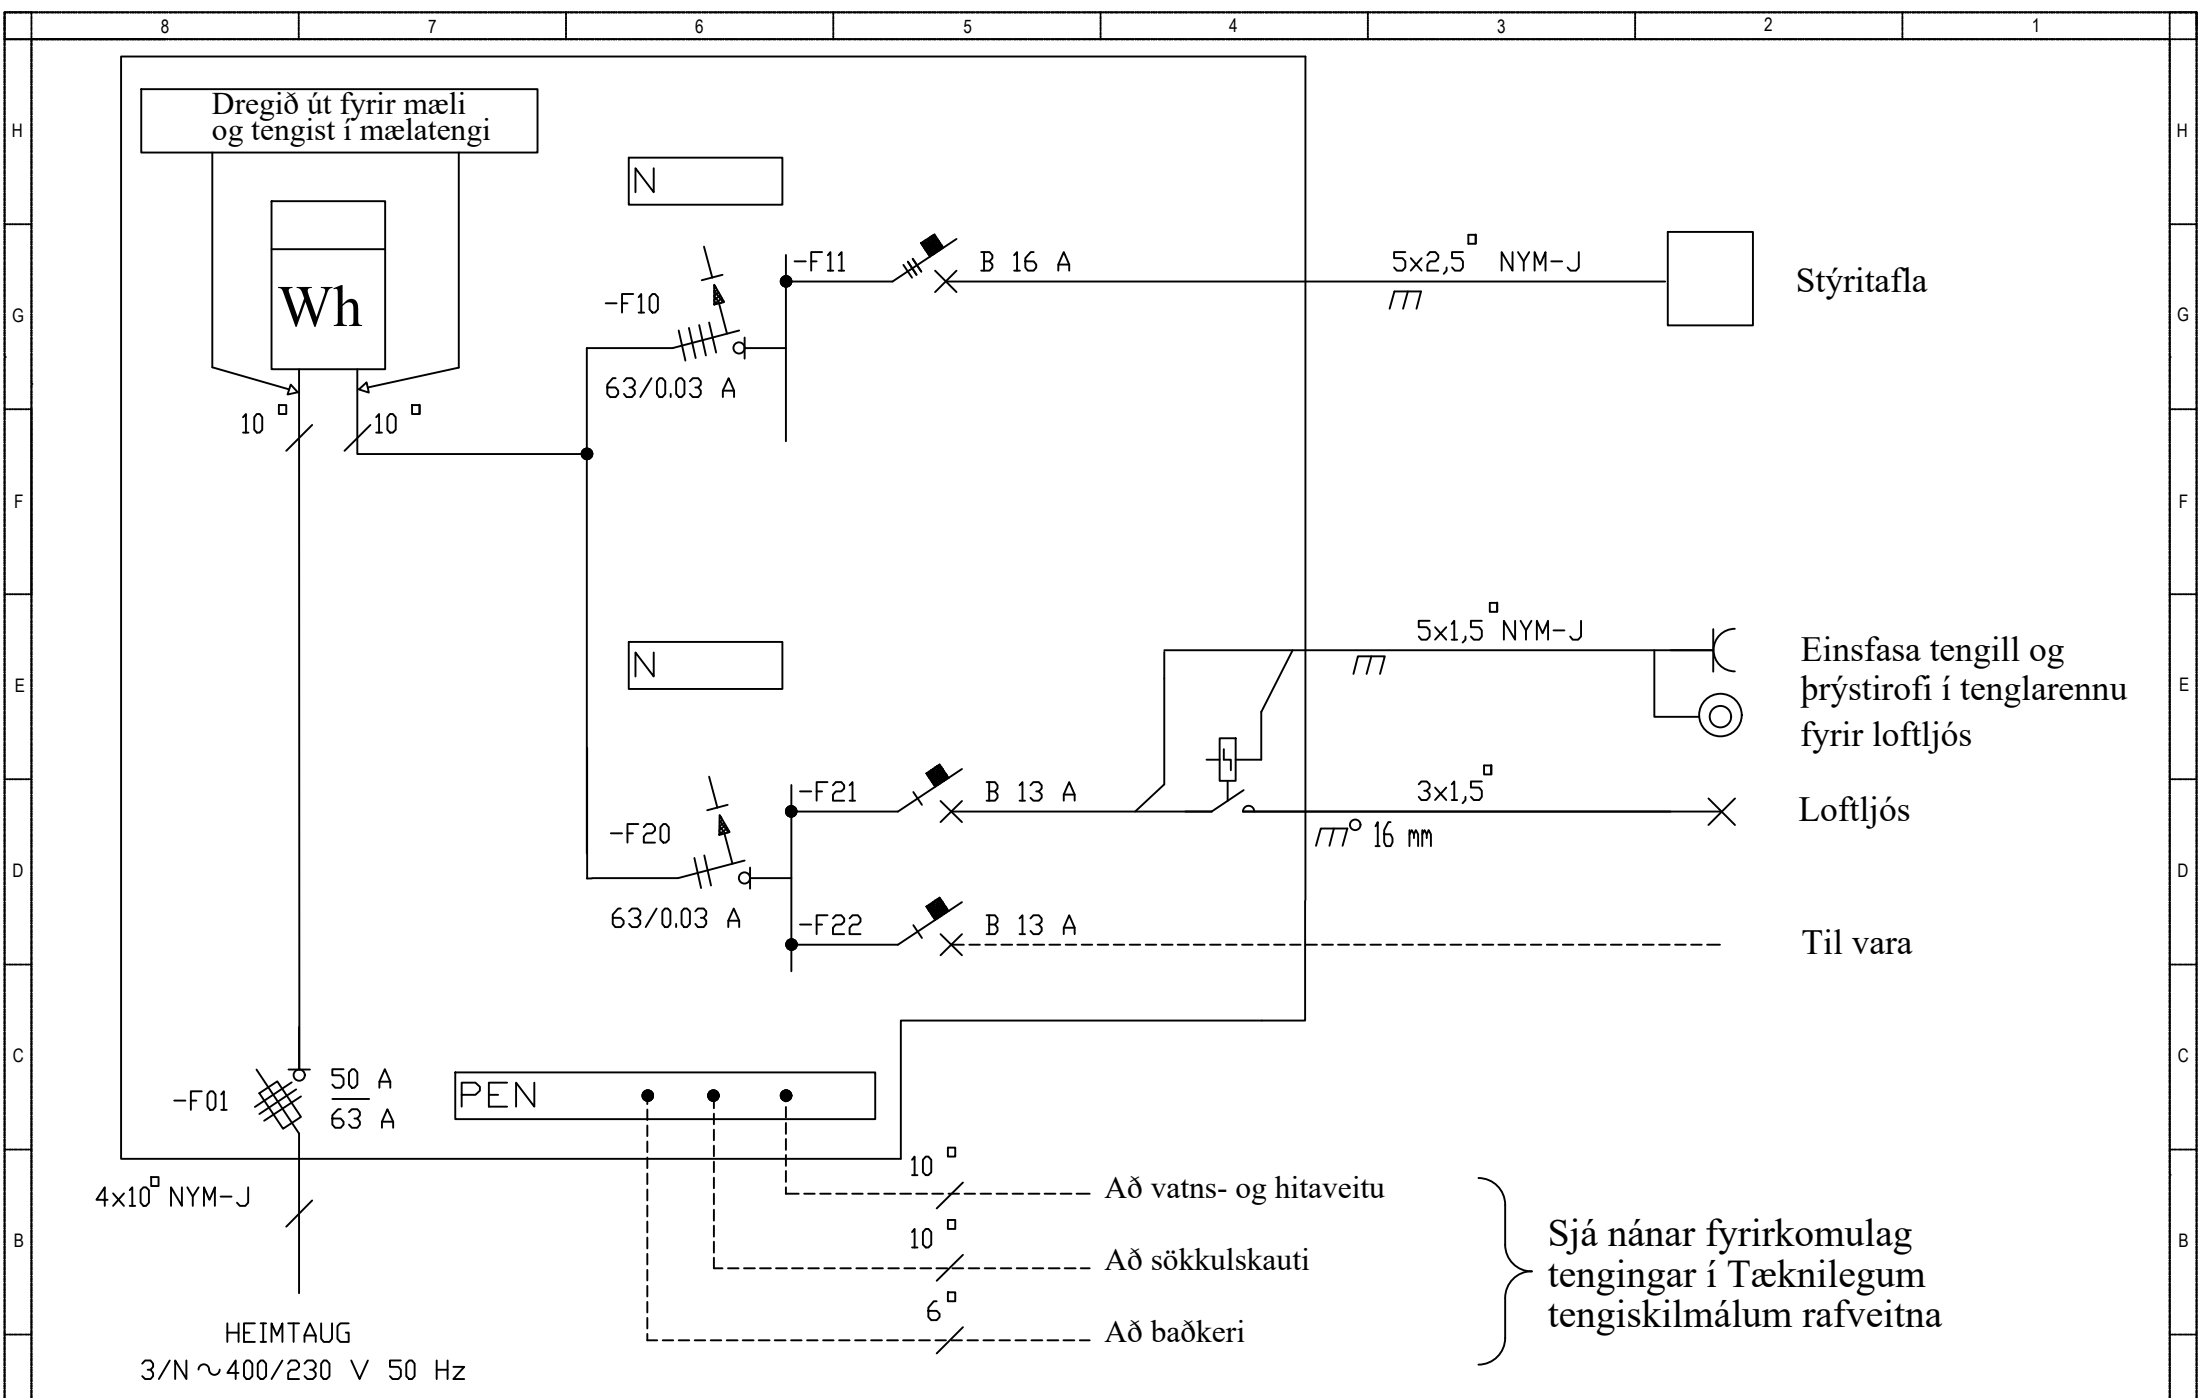 8 7 6 5 4 3 2 1
H
Dregið út fyrir mæli
og tengist í mælatengi
H
N
Wh
-F11 B 16 A 5x2,5□ NYM-J Stýritafla
G
-F10
G
63/0.03 A
10□ 10□
F
F
N
5x1,5□ NYM-J
Einsfasa tengill og
þrýstirofi í tenglarennu
fyrir loftljós
E
E
-F21 B 13 A 3x1,5□ Loftljós
-F20
16 mm
D
D
63/0.03 A
-F22 B 13 A Til vara
C
C
-F01
50 A
63 A
PEN
4x10□ NYM-J
10□
Að vatns- og hitaveitu
10□
Að sökkulskauti
6□
Að baðkeri
Sjá nánar fyrirkomulag
tengingar í Tæknilegum
tengiskilmálum rafveitna
B
B
HEIMTAUG
3/N ~ 400/230 V 50 Hz